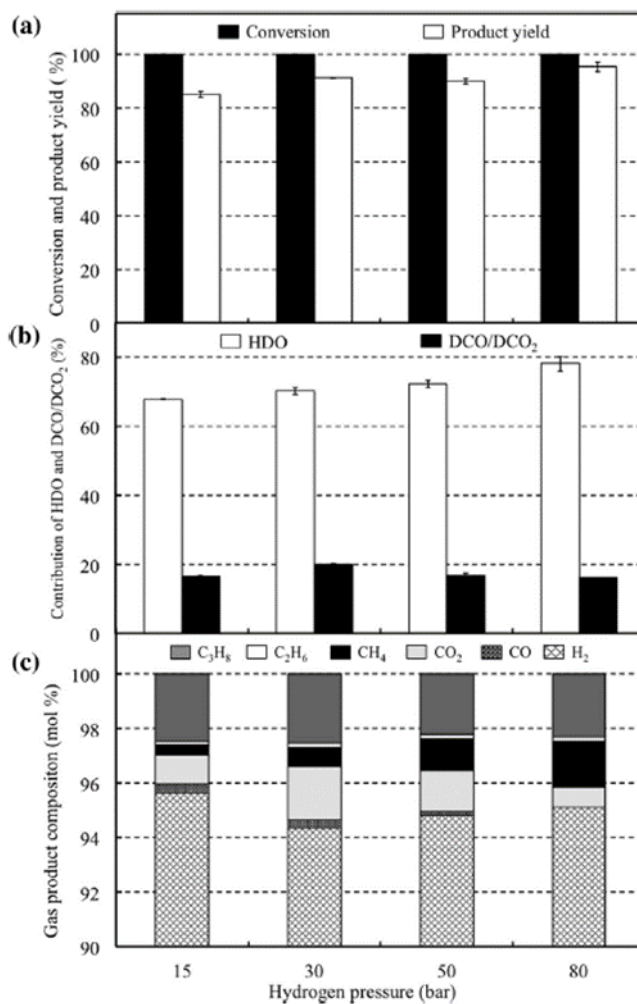 (a)
Conversion
Product yield
Conversion and product yield ( %)
100
80
60
40
20
0
(b)
HDO
DCO/DCO₂
Contribution of HDO and DCO/DCO₂ (%)
80
60
40
20
0
(c)
C₃H₈ C₂H₆ CH₄ CO₂ CO H₂
Gas product compositon (mol %)
100
98
96
94
92
90
15 30 50 80
Hydrogen pressure (bar)